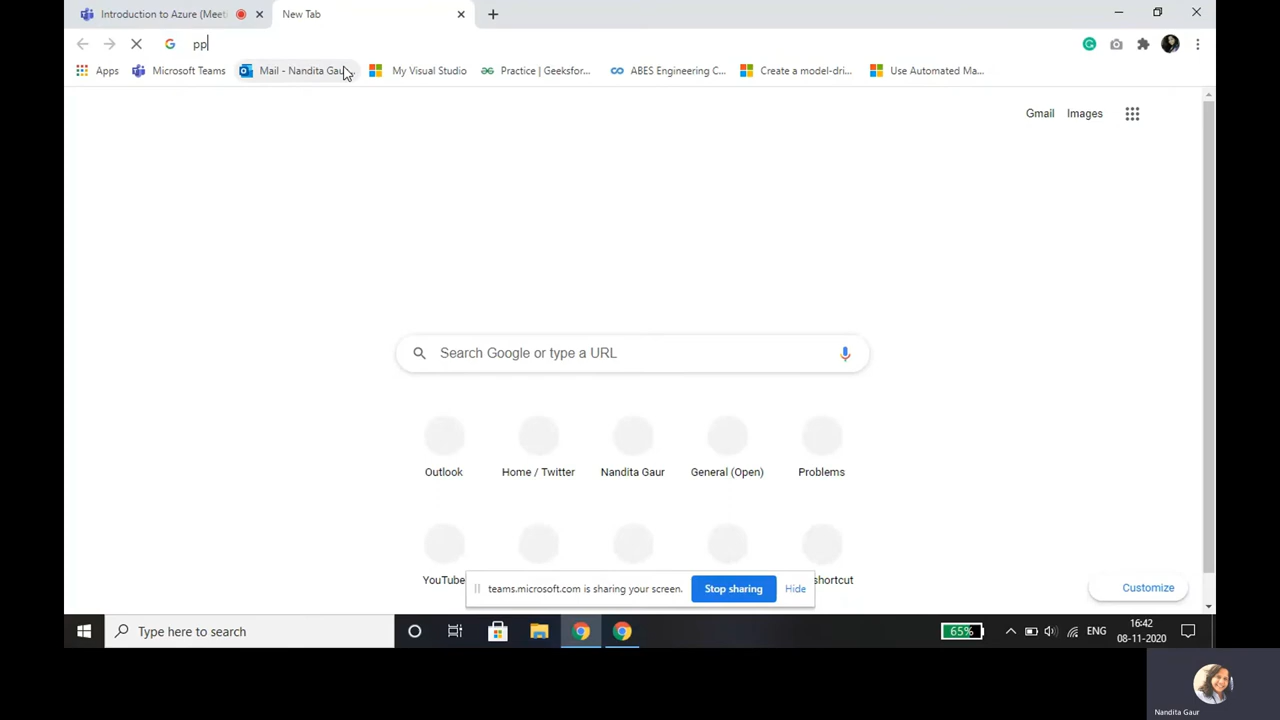 Introduction to Azure (Meeti
New Tab
pp
Apps
Microsoft Teams
Mail - Nandita Gau...
My Visual Studio
Practice | Geeksfor...
ABES Engineering C...
Create a model-dri...
Use Automated Ma...
Gmail
Images
Search Google or type a URL
Outlook
Home / Twitter
Nandita Gaur
General (Open)
Problems
YouTube
shortcut
teams.microsoft.com is sharing your screen.
Stop sharing
Hide
Customize
Type here to search
65%
ENG
16:42
08-11-2020
Nandita Gaur